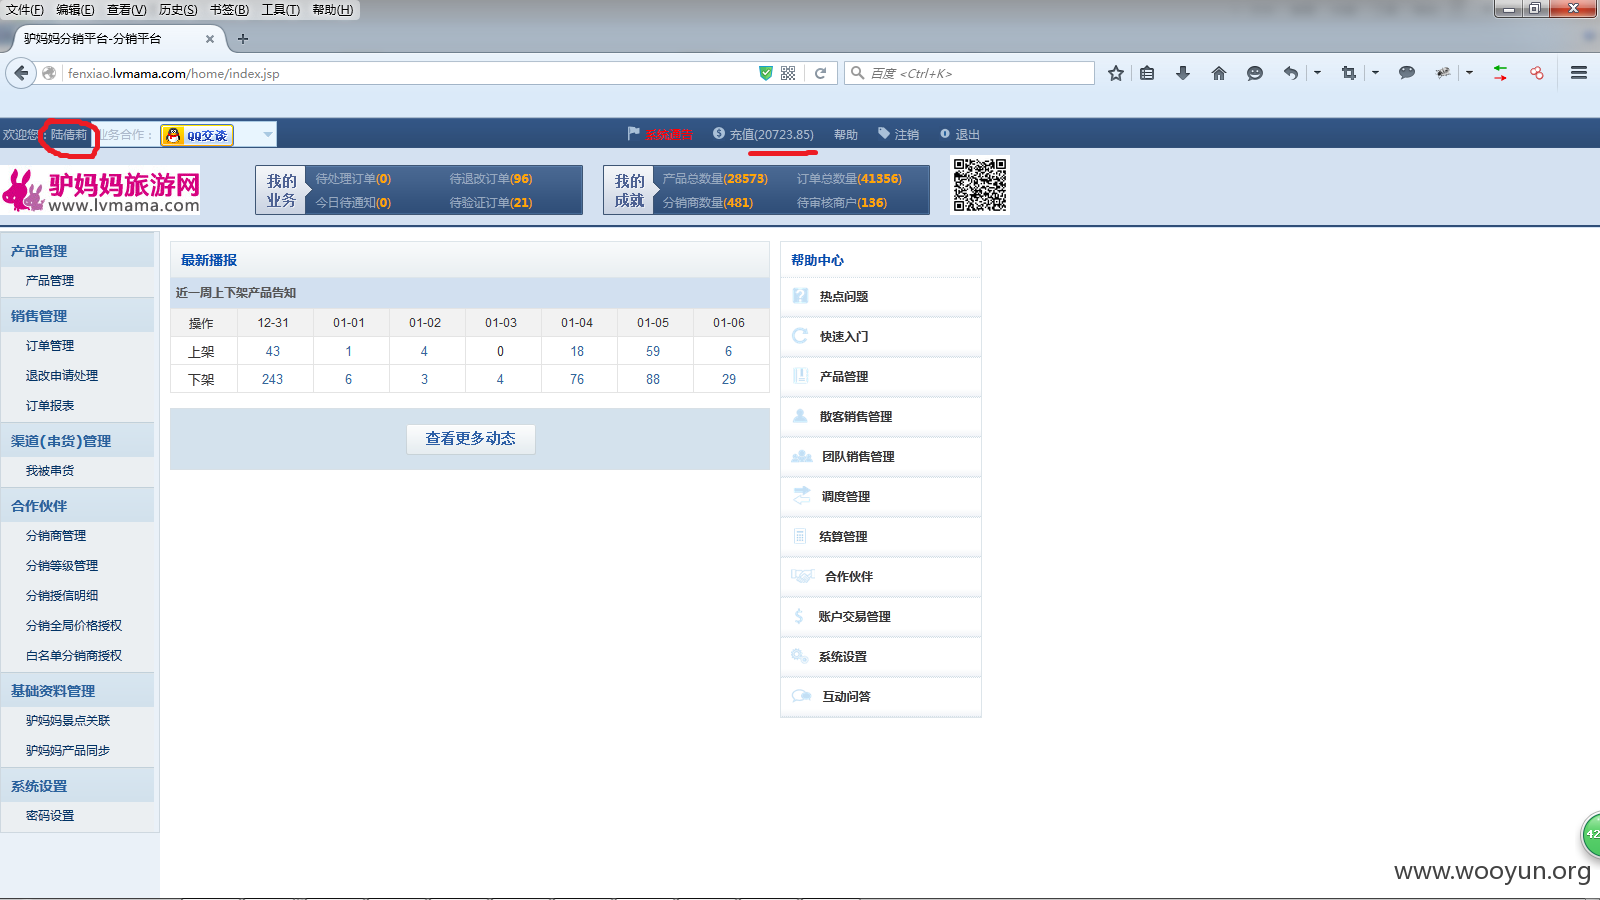 文件(F) 编辑(E) 查看(V) 历史(S) 书签(B) 工具(T) 帮助(H)
驴妈妈分销平台-分销平台
fenxiao.lvmama.com/home/index.jsp
百度 <Ctrl+K>
欢迎您：陆倩莉 业务合作： QQ交谈
充值(20723.85) 帮助 注销 退出
驴妈妈旅游网
www.lvmama.com
我的业务
待处理订单(0) 待退改订单(96)
今日待通知(0) 待验证订单(21)
我的成就
产品总数量(28573) 订单总数量(41356)
分销商数量(481) 待审核商户(136)
产品管理
产品管理
销售管理
订单管理
退改申请处理
订单报表
渠道(串货)管理
我被串货
合作伙伴
分销商管理
分销等级管理
分销授信明细
分销全局价格授权
白名单分销商授权
基础资料管理
驴妈妈景点关联
驴妈妈产品同步
系统设置
密码设置
最新播报
近一周上下架产品告知
操作 12-31 01-01 01-02 01-03 01-04 01-05 01-06
上架 43 1 4 0 18 59 6
下架 243 6 3 4 76 88 29
查看更多动态
帮助中心
热点问题
快速入门
产品管理
散客销售管理
团队销售管理
调度管理
结算管理
合作伙伴
账户交易管理
系统设置
互动问答
42
www.wooyun.org